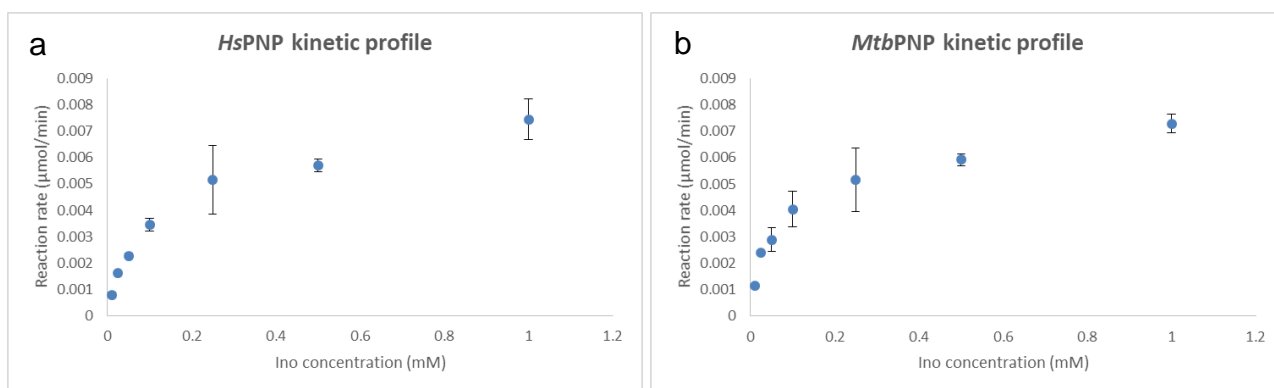 a
HsPNP kinetic profile
Reaction rate (µmol/min)
0.009
0.008
0.007
0.006
0.005
0.004
0.003
0.002
0.001
0
0 0.2 0.4 0.6 0.8 1 1.2
Ino concentration (mM)
b
MtbPNP kinetic profile
Reaction rate (µmol/min)
0.009
0.008
0.007
0.006
0.005
0.004
0.003
0.002
0.001
0
0 0.2 0.4 0.6 0.8 1 1.2
Ino concentration (mM)